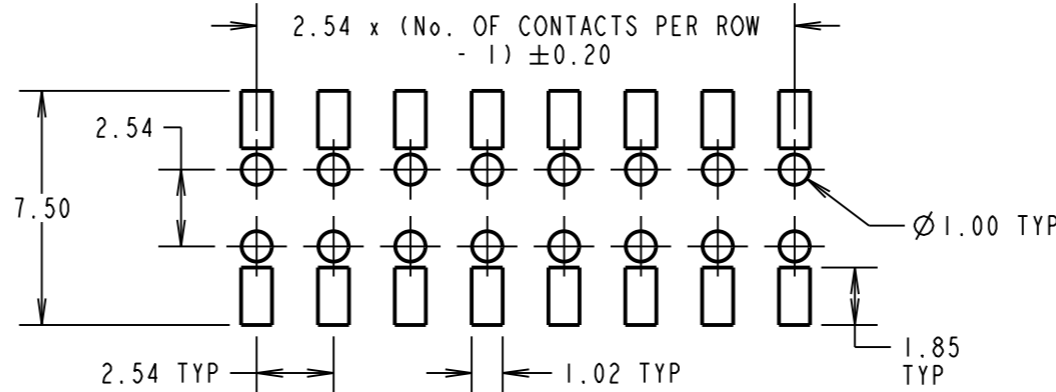 2.54 x (No. OF CONTACTS PER ROW
- 1) ±0.20
2.54
7.50
Ø1.00 TYP
2.54 TYP
1.02 TYP
1.85
TYP